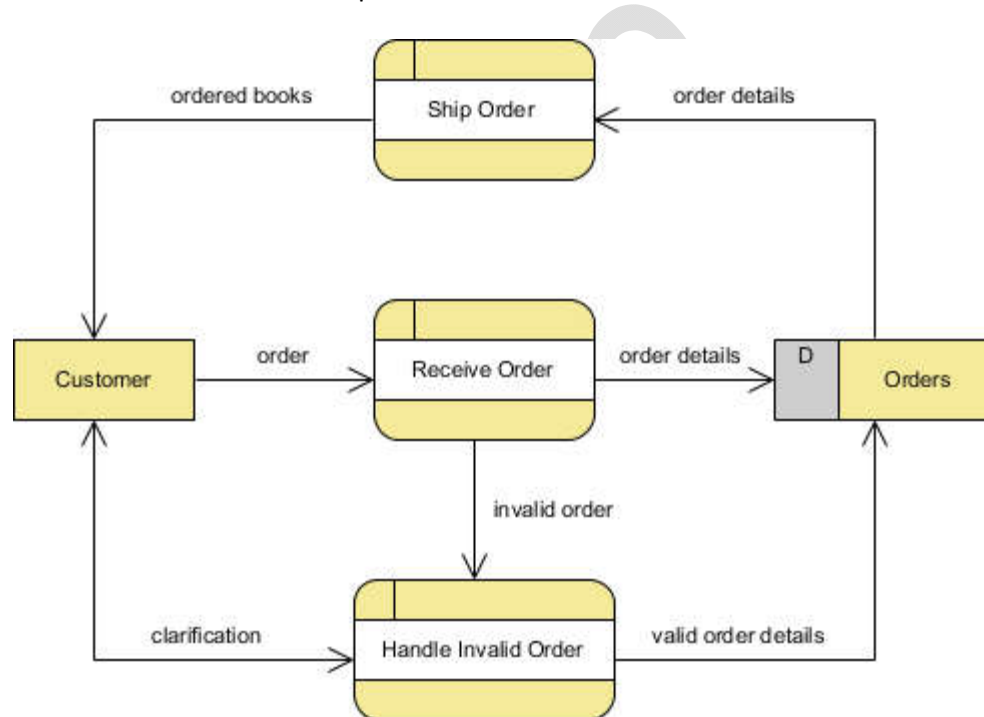 ordered books
Ship Order
order details
Customer
order
Receive Order
order details
D
Orders
invalid order
clarification
Handle Invalid Order
valid order details